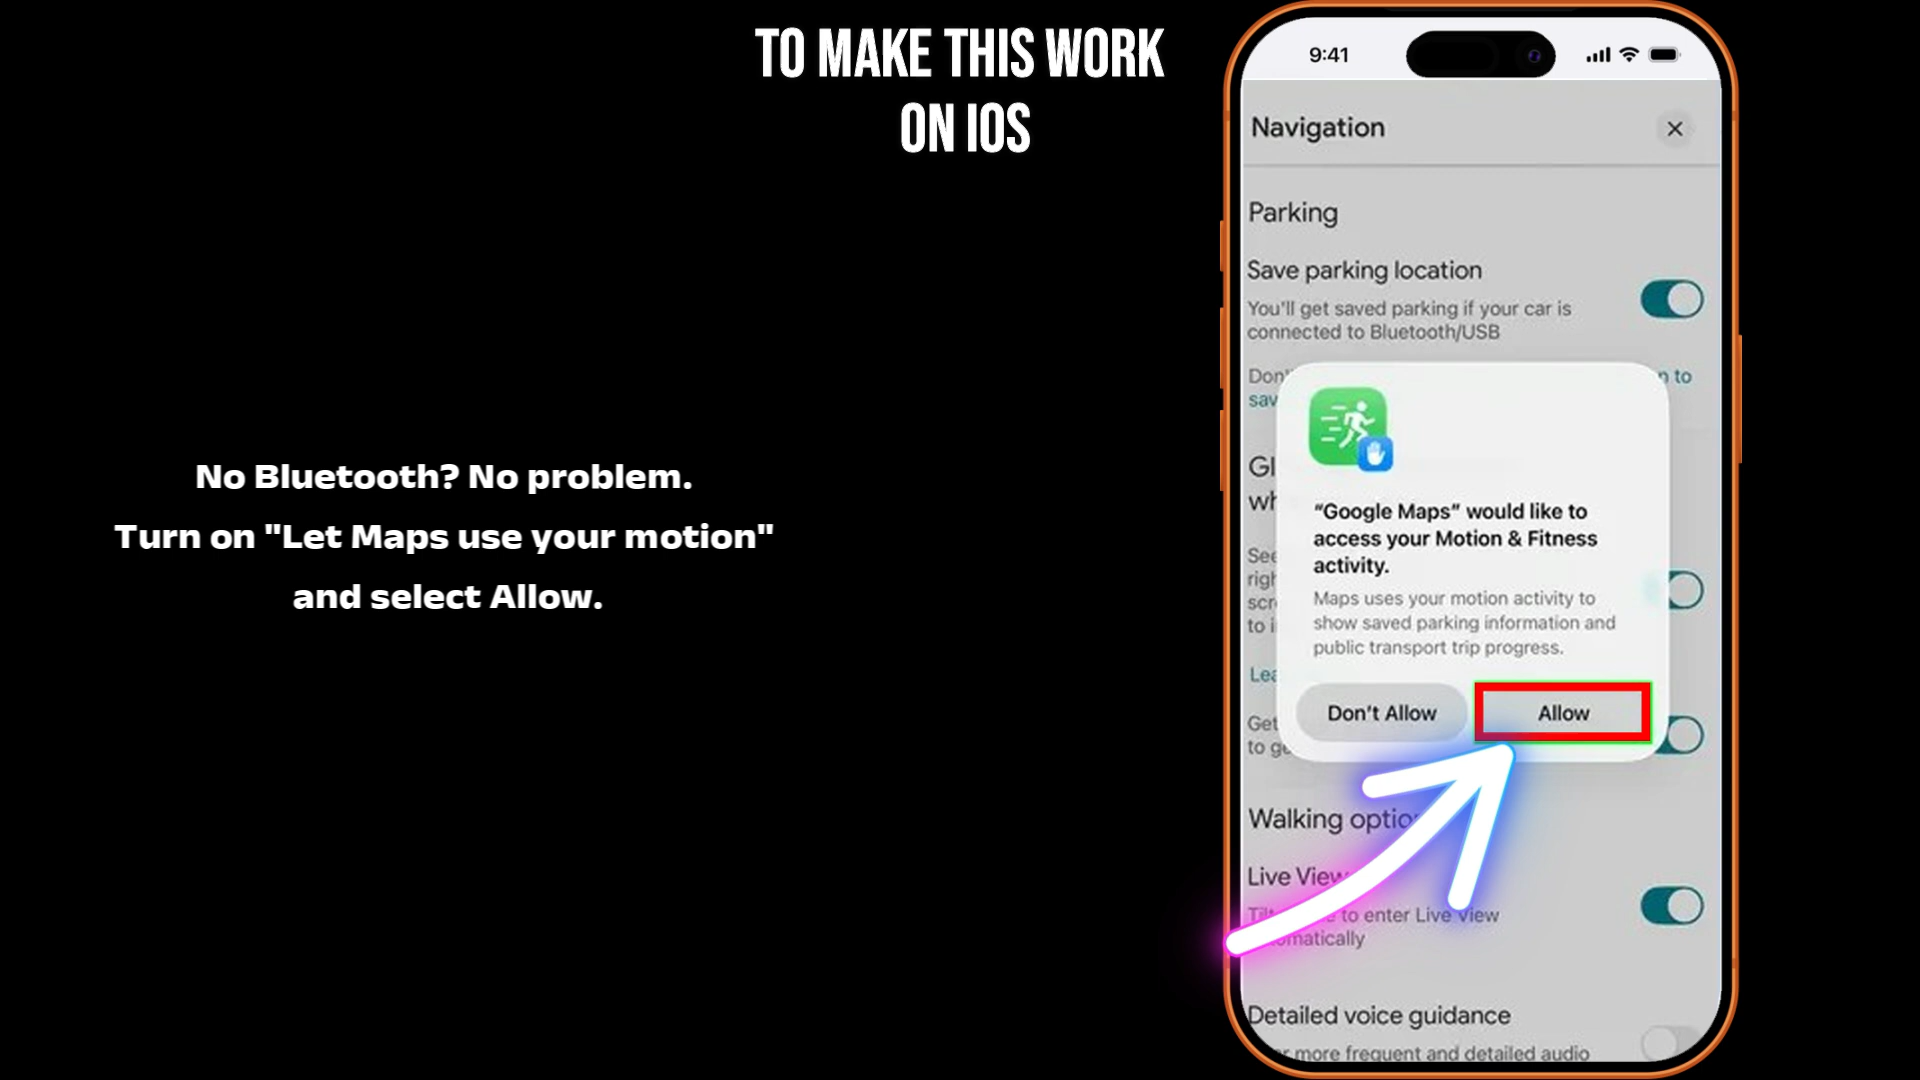 TO MAKE THIS WORK
ON IOS
No Bluetooth? No problem.
Turn on "Let Maps use your motion"
and select Allow.
9:41
Navigation
Parking
Save parking location
You'll get saved parking if your car is
connected to Bluetooth/USB
to
"Google Maps" would like to
access your Motion & Fitness
activity.
Maps uses your motion activity to
show saved parking information and
public transport trip progress.
Don't Allow
Allow
Get
Walking
Live View
to enter Live View
Detailed voice guidance
more frequent and detailed audio